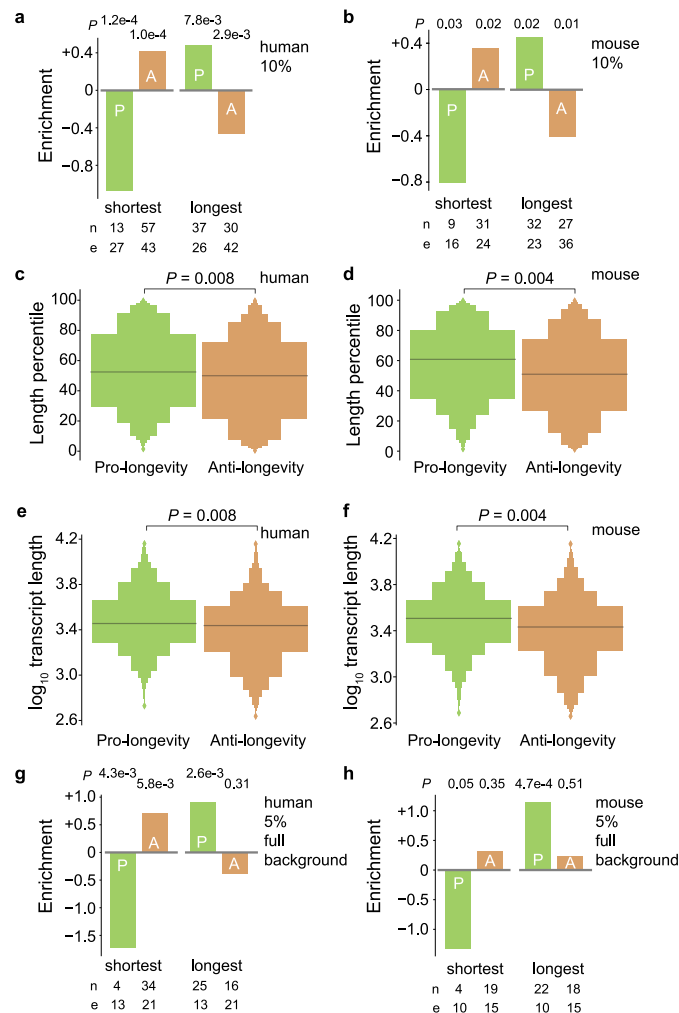 a
P 1.2e-4 7.8e-3
1.0e-4 2.9e-3
human
10%
Enrichment
+0.4
0
−0.4
−0.8
P A P A
shortest longest
n 13 57 37 30
e 27 43 26 42
b
P 0.03 0.02 0.02 0.01
mouse
10%
Enrichment
+0.4
0
−0.4
−0.8
P A P A
shortest longest
n 9 31 32 27
e 16 24 23 36
c
P = 0.008
human
Length percentile
100
80
60
40
20
0
Pro-longevity Anti-longevity
d
P = 0.004
mouse
Length percentile
100
80
60
40
20
0
Pro-longevity Anti-longevity
e
P = 0.008
human
log10 transcript length
4.2
3.8
3.4
3.0
2.6
Pro-longevity Anti-longevity
f
P = 0.004
mouse
log10 transcript length
4.2
3.8
3.4
3.0
2.6
Pro-longevity Anti-longevity
g
P 4.3e-3 2.6e-3
5.8e-3 0.31
human
5%
full
background
Enrichment
+1.0
+0.5
0
−0.5
−1.0
−1.5
P A P A
shortest longest
n 4 34 25 16
e 13 21 13 21
h
P 0.05 0.35 4.7e-4 0.51
mouse
5%
full
background
Enrichment
+1.0
+0.5
0
−0.5
−1.0
P A P A
shortest longest
n 4 19 22 18
e 10 15 10 15